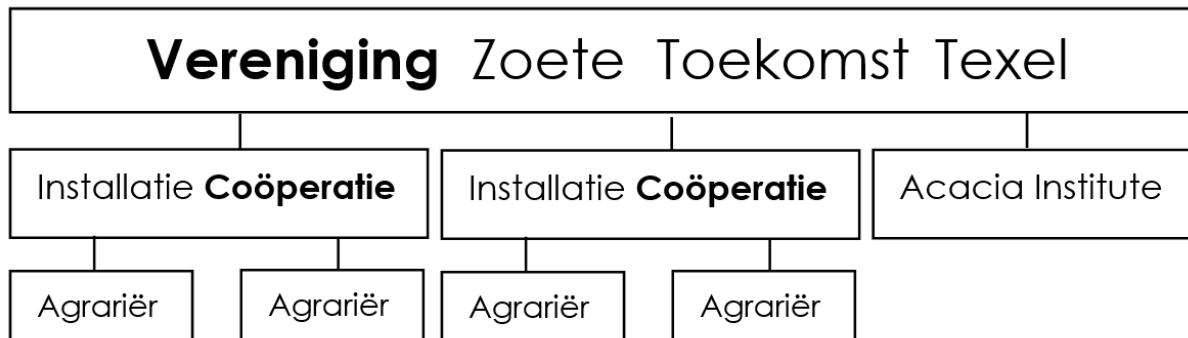 Vereniging Zoete Toekomst Texel
Installatie Coöperatie
Installatie Coöperatie
Acacia Institute
Agrariër
Agrariër
Agrariër
Agrariër